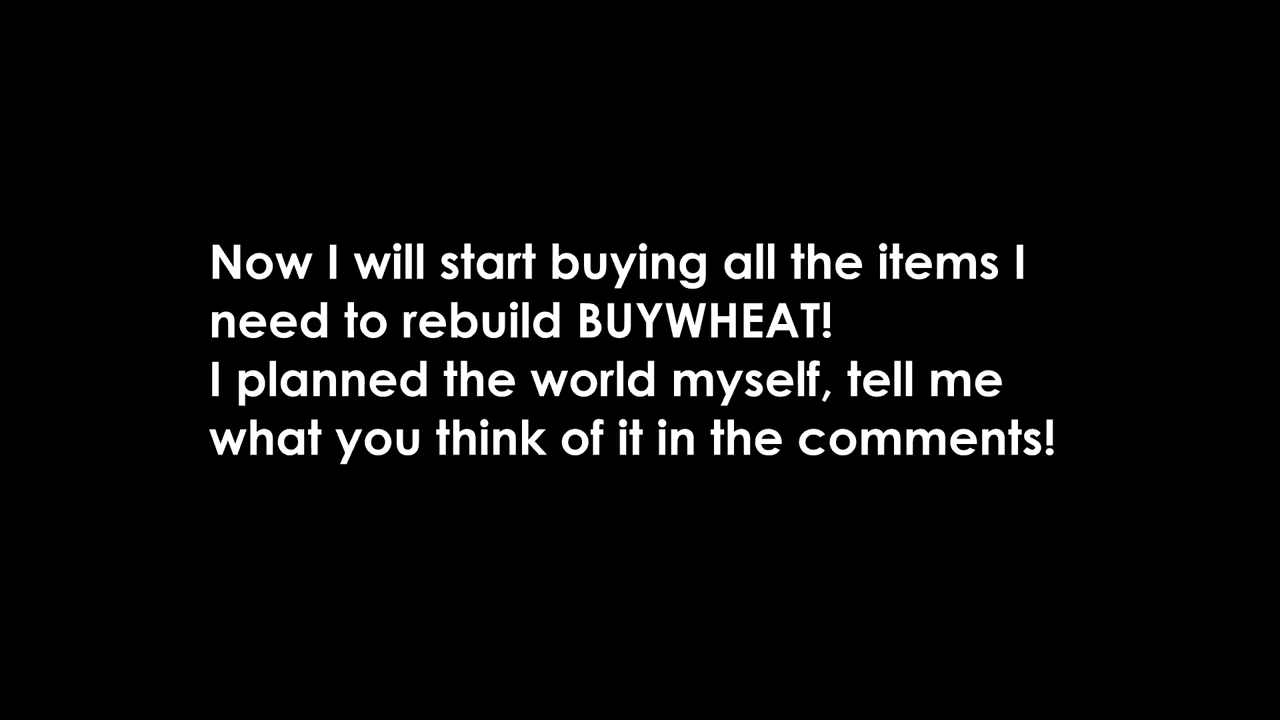 Now I will start buying all the items I
need to rebuild BUYWHEAT!
I planned the world myself, tell me
what you think of it in the comments!